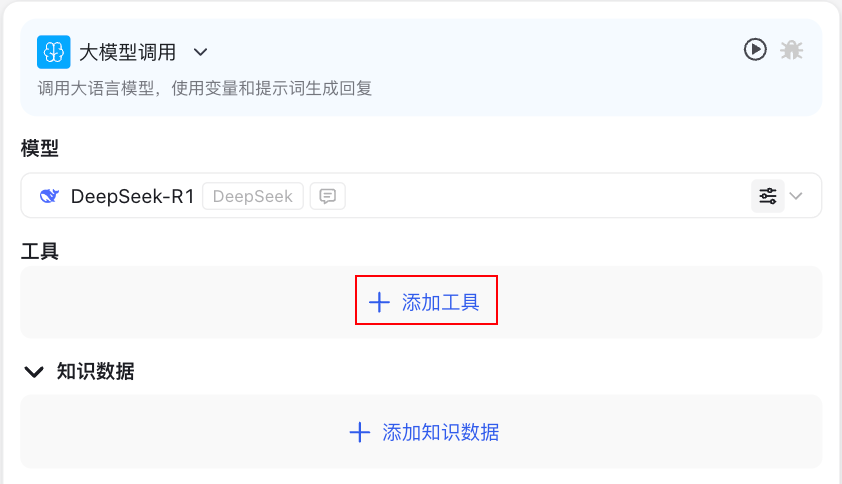 大模型调用
调用大语言模型，使用变量和提示词生成回复
模型
DeepSeek-R1 DeepSeek
工具
添加工具
知识数据
添加知识数据